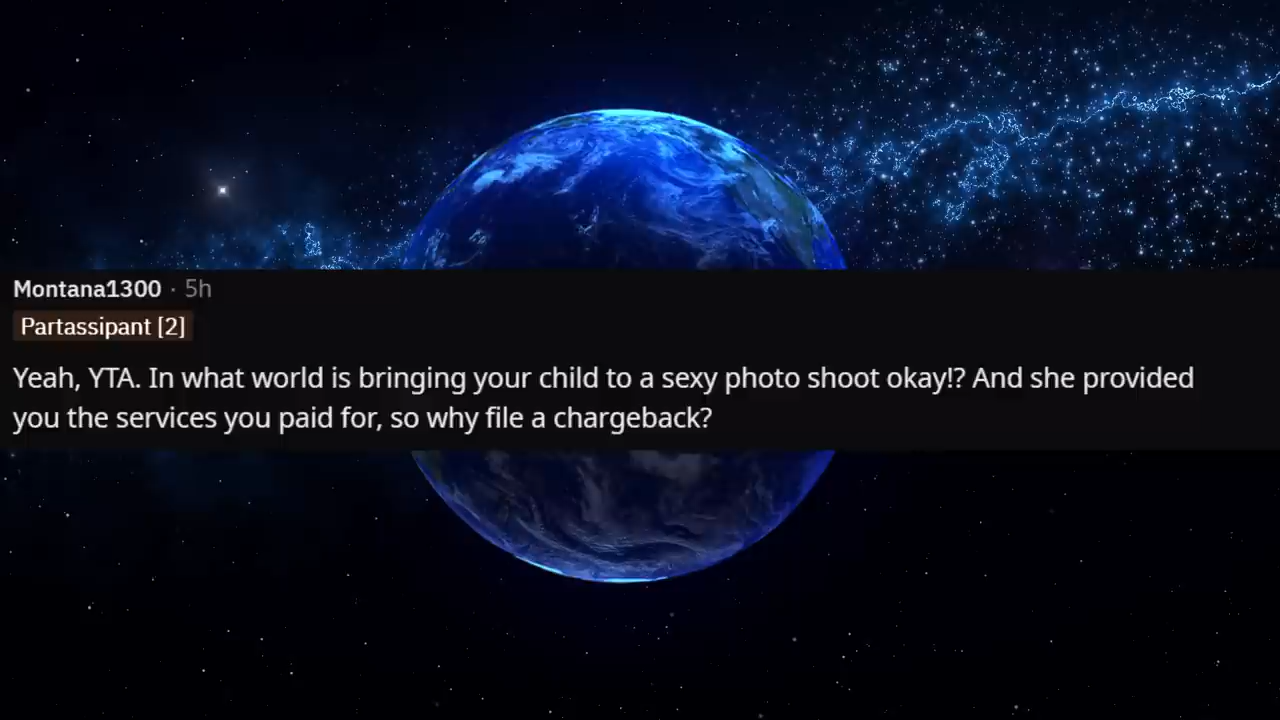 Montana1300 · 5h
Partassipant [2]
Yeah, YTA. In what world is bringing your child to a sexy photo shoot okay!? And she provided
you the services you paid for, so why file a chargeback?